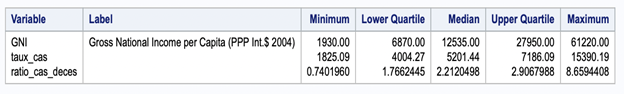 Variable Label Minimum Lower Quartile Median Upper Quartile Maximum
GNI Gross National Income per Capita (PPP Int.$ 2004) 1930.00 6870.00 12535.00 27950.00 61220.00
taux_cas 1825.09 4004.27 5201.44 7186.09 15390.19
ratio_cas_deces 0.7401960 1.7662445 2.2120498 2.9067988 8.6594408